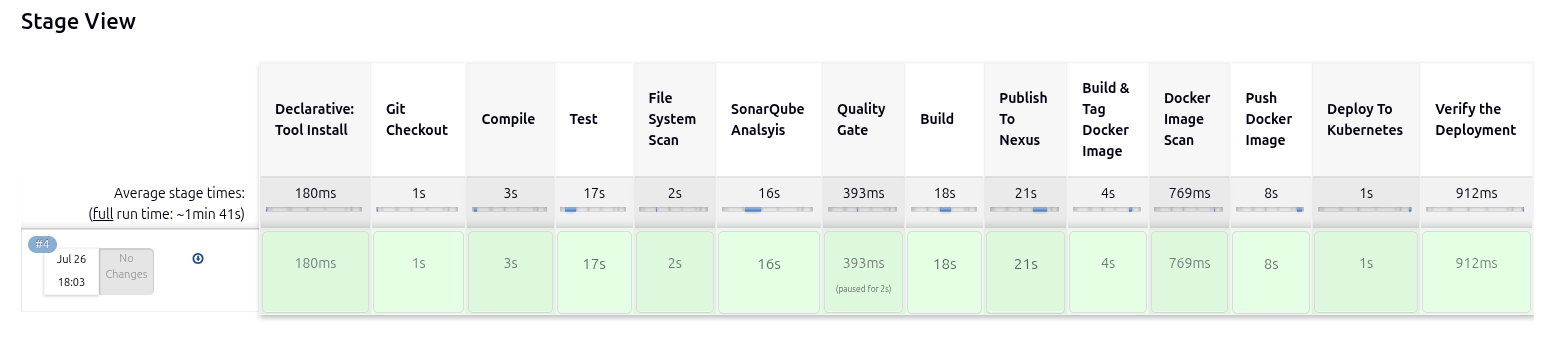 Stage View
Declarative:
Tool Install
Git
Checkout
Compile
Test
File
System
Scan
SonarQube
Analsyis
Quality
Gate
Build
Publish
To
Nexus
Build &
Tag
Docker
Image
Docker
Image
Scan
Push
Docker
Image
Deploy To
Kubernetes
Verify the
Deployment
Average stage times:
(full run time: ~1min 41s)
180ms
1s
3s
17s
2s
16s
393ms
18s
21s
4s
769ms
8s
1s
912ms
#4
Jul 26
18:03
No
Changes
180ms
1s
3s
17s
2s
16s
393ms
(paused for 2s)
18s
21s
4s
769ms
8s
1s
912ms